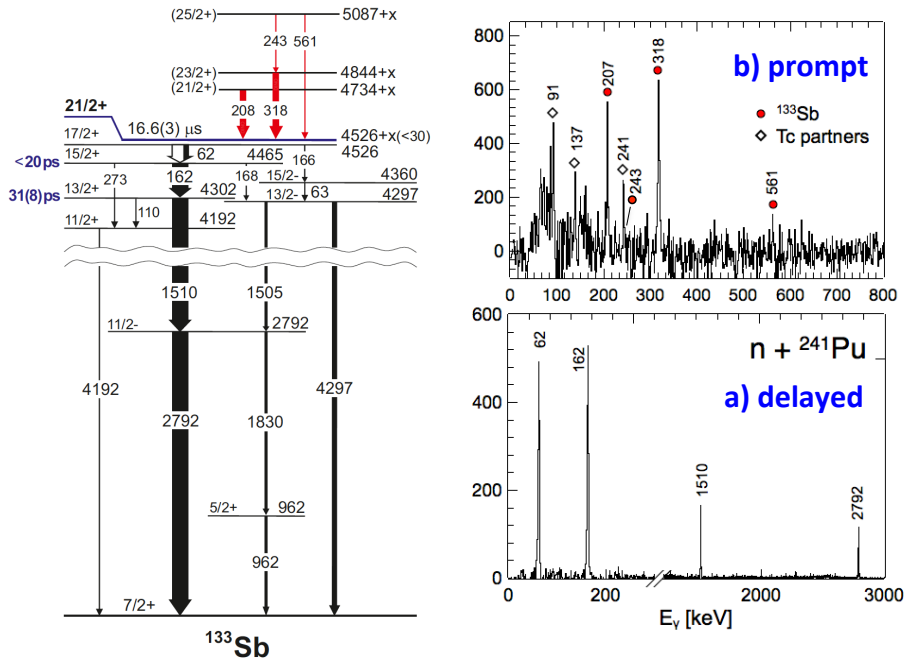 (25/2+) 5087+x
243 561
(23/2+) 4844+x
(21/2+) 4734+x
208 318
21/2+
16.6(3) μs
4526+x(<30)
17/2+ 4526
62 166
15/2+ 4465
<20ps
15/2- 4360
273 162 168 63
13/2+ 4302 13/2- 4297
31(8)ps
110
11/2+ 4192
1510 1505
11/2- 2792
4192 2792 1830 4297
5/2+ 962
962
7/2+
133Sb
b) prompt
800
600
400
200
0
91
137
207
241
243
318
561
133Sb
Tc partners
0 100 200 300 400 500 600 700 800
600
400
200
0
62
162
1510
2792
n + 241Pu
a) delayed
0 200 2000 3000
Eγ [keV]